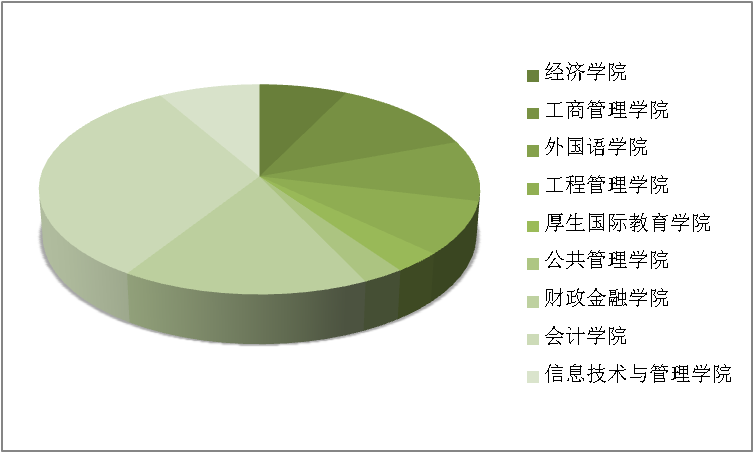 经济学院
工商管理学院
外国语学院
工程管理学院
厚生国际教育学院
公共管理学院
财政金融学院
会计学院
信息技术与管理学院